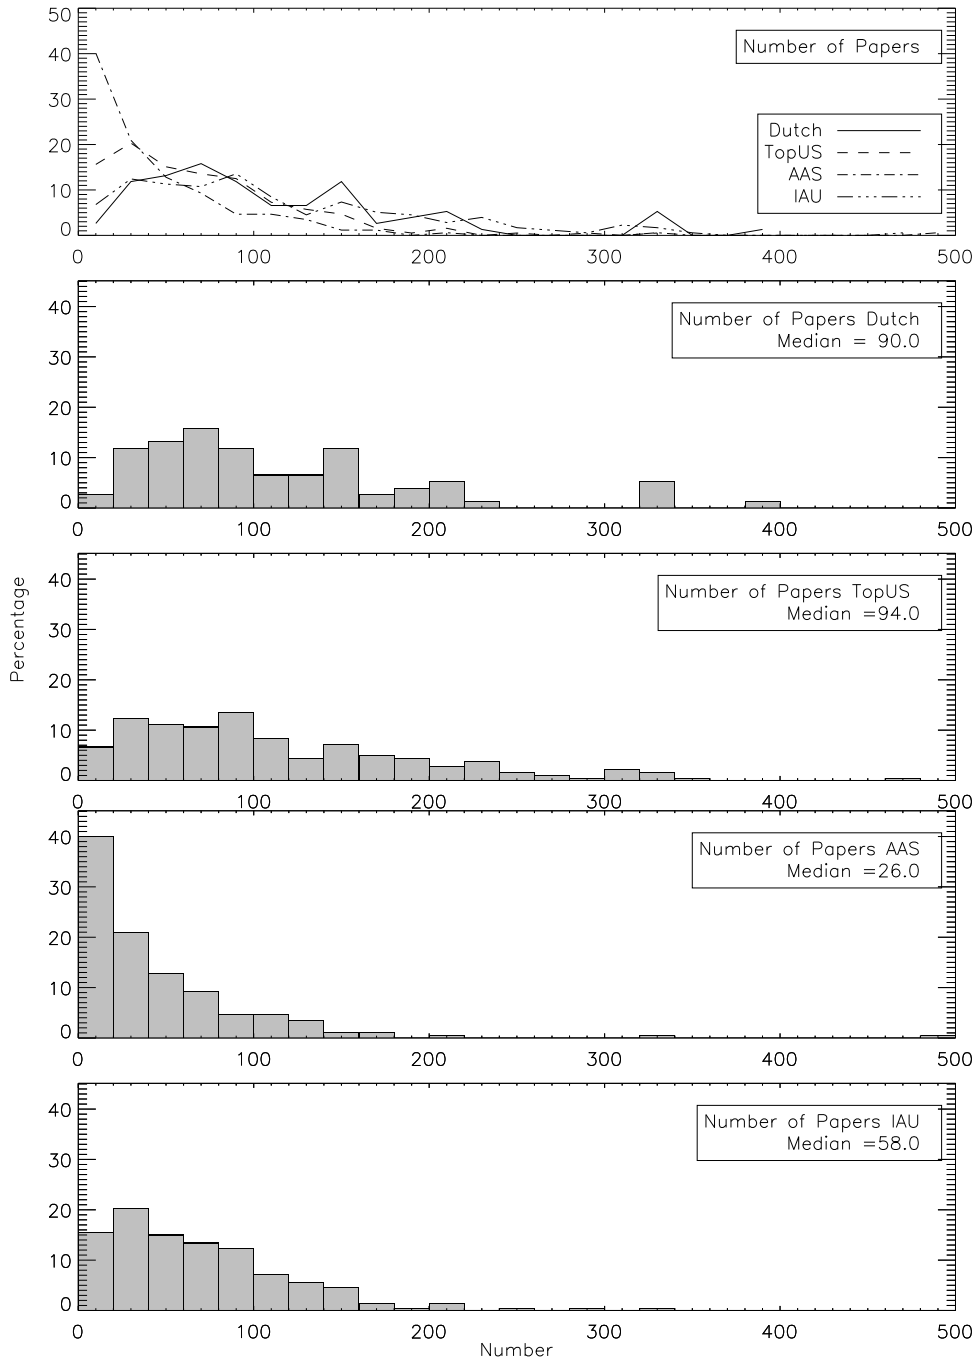 50
40
30
20
10
0
Number of Papers
Dutch
TopUS
AAS
IAU
0 100 200 300 400 500
40
30
20
10
0
Number of Papers Dutch
Median = 90.0
0 100 200 300 400 500
Percentage
40
30
20
10
0
Number of Papers TopUS
Median =94.0
0 100 200 300 400 500
40
30
20
10
0
Number of Papers AAS
Median =26.0
0 100 200 300 400 500
40
30
20
10
0
Number of Papers IAU
Median =58.0
0 100 200 300 400 500
Number